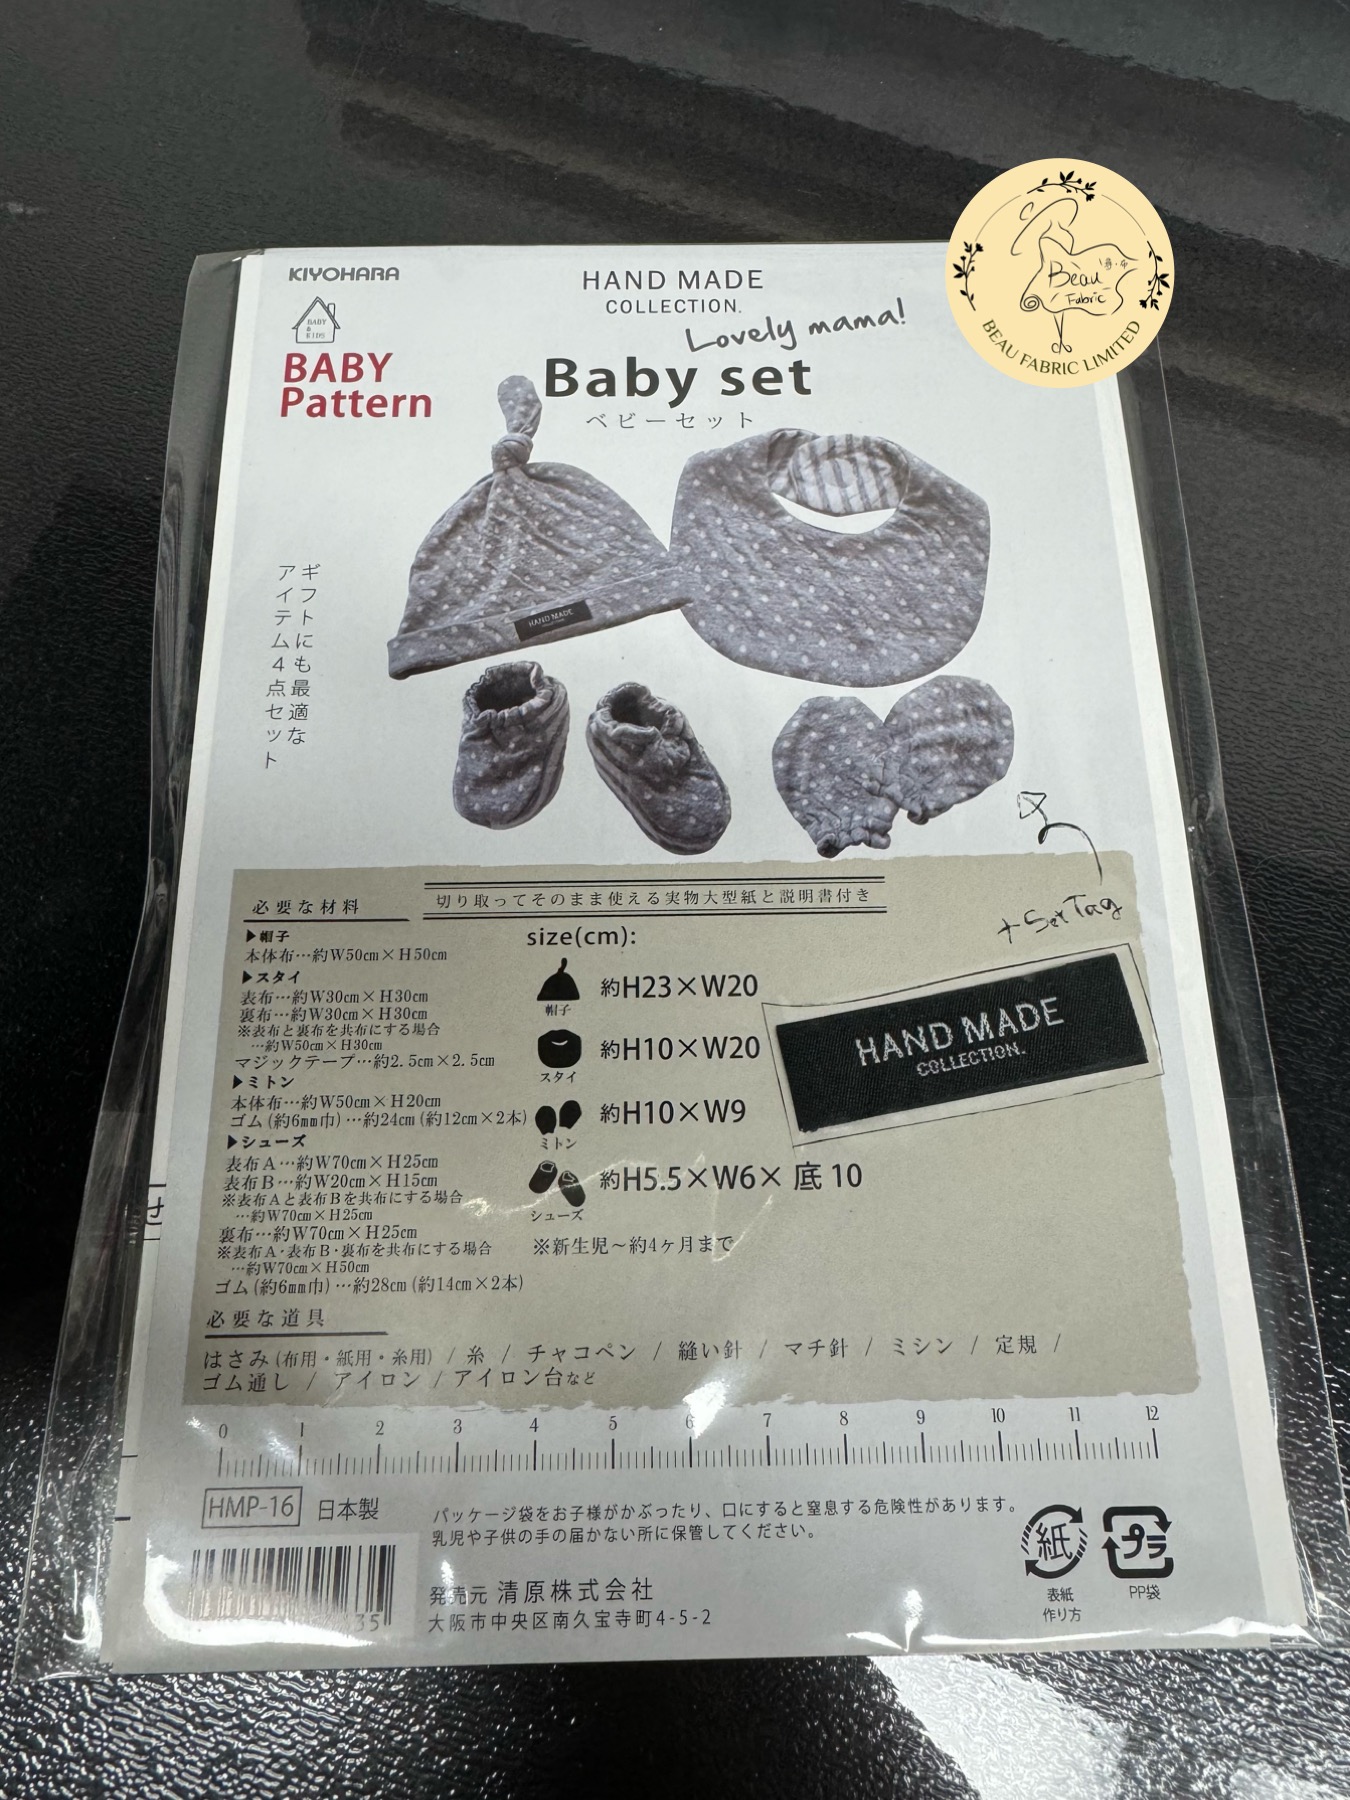 KIYOHARA
BABY
&
KIDS
BABY
Pattern
HAND MADE
COLLECTION.
Lovely mama!
Baby set
ベビーセット
Beau
Fabric
BEAU FABRIC LIMITED
ギフトにも最適な
アイテム4点セット
HAND MADE
+ Set Tag
HAND MADE
COLLECTION.
切り取ってそのまま使える実物大型紙と説明書付き
必要な材料
▶帽子
本体布…約W50cm×H50cm
▶スタイ
表布…約W30cm×H30cm
裏布…約W30cm×H30cm
※表布と裏布を共布にする場合
…約W50cm×H30cm
マジックテープ…約2.5cm×2.5cm
▶ミトン
本体布…約W50cm×H20cm
ゴム(約6mm巾)…約24cm(約12cm×2本)
▶シューズ
表布A…約W70cm×H25cm
表布B…約W20cm×H15cm
※表布Aと表布Bを共布にする場合
…約W70cm×H25cm
裏布…約W70cm×H25cm
※表布A・表布B・裏布を共布にする場合
…約W70cm×H50cm
ゴム(約6mm巾)…約28cm(約14cm×2本)
size(cm):
約H23×W20
帽子
約H10×W20
スタイ
約H10×W9
ミトン
約H5.5×W6×底10
シューズ
※新生児〜約4ヶ月まで
必要な道具
はさみ(布用・紙用・糸用) / 糸 / チャコペン / 縫い針 / マチ針 / ミシン / 定規 /
ゴム通し / アイロン / アイロン台など
0 1 2 3 4 5 6 7 8 9 10 11 12
HMP-16 日本製
パッケージ袋をお子様がかぶったり、口にすると窒息する危険性があります。
乳児や子供の手の届かない所に保管してください。
発売元 清原株式会社
大阪市中央区南久宝寺町4-5-2
紙
表紙
作り方
プラ
PP袋